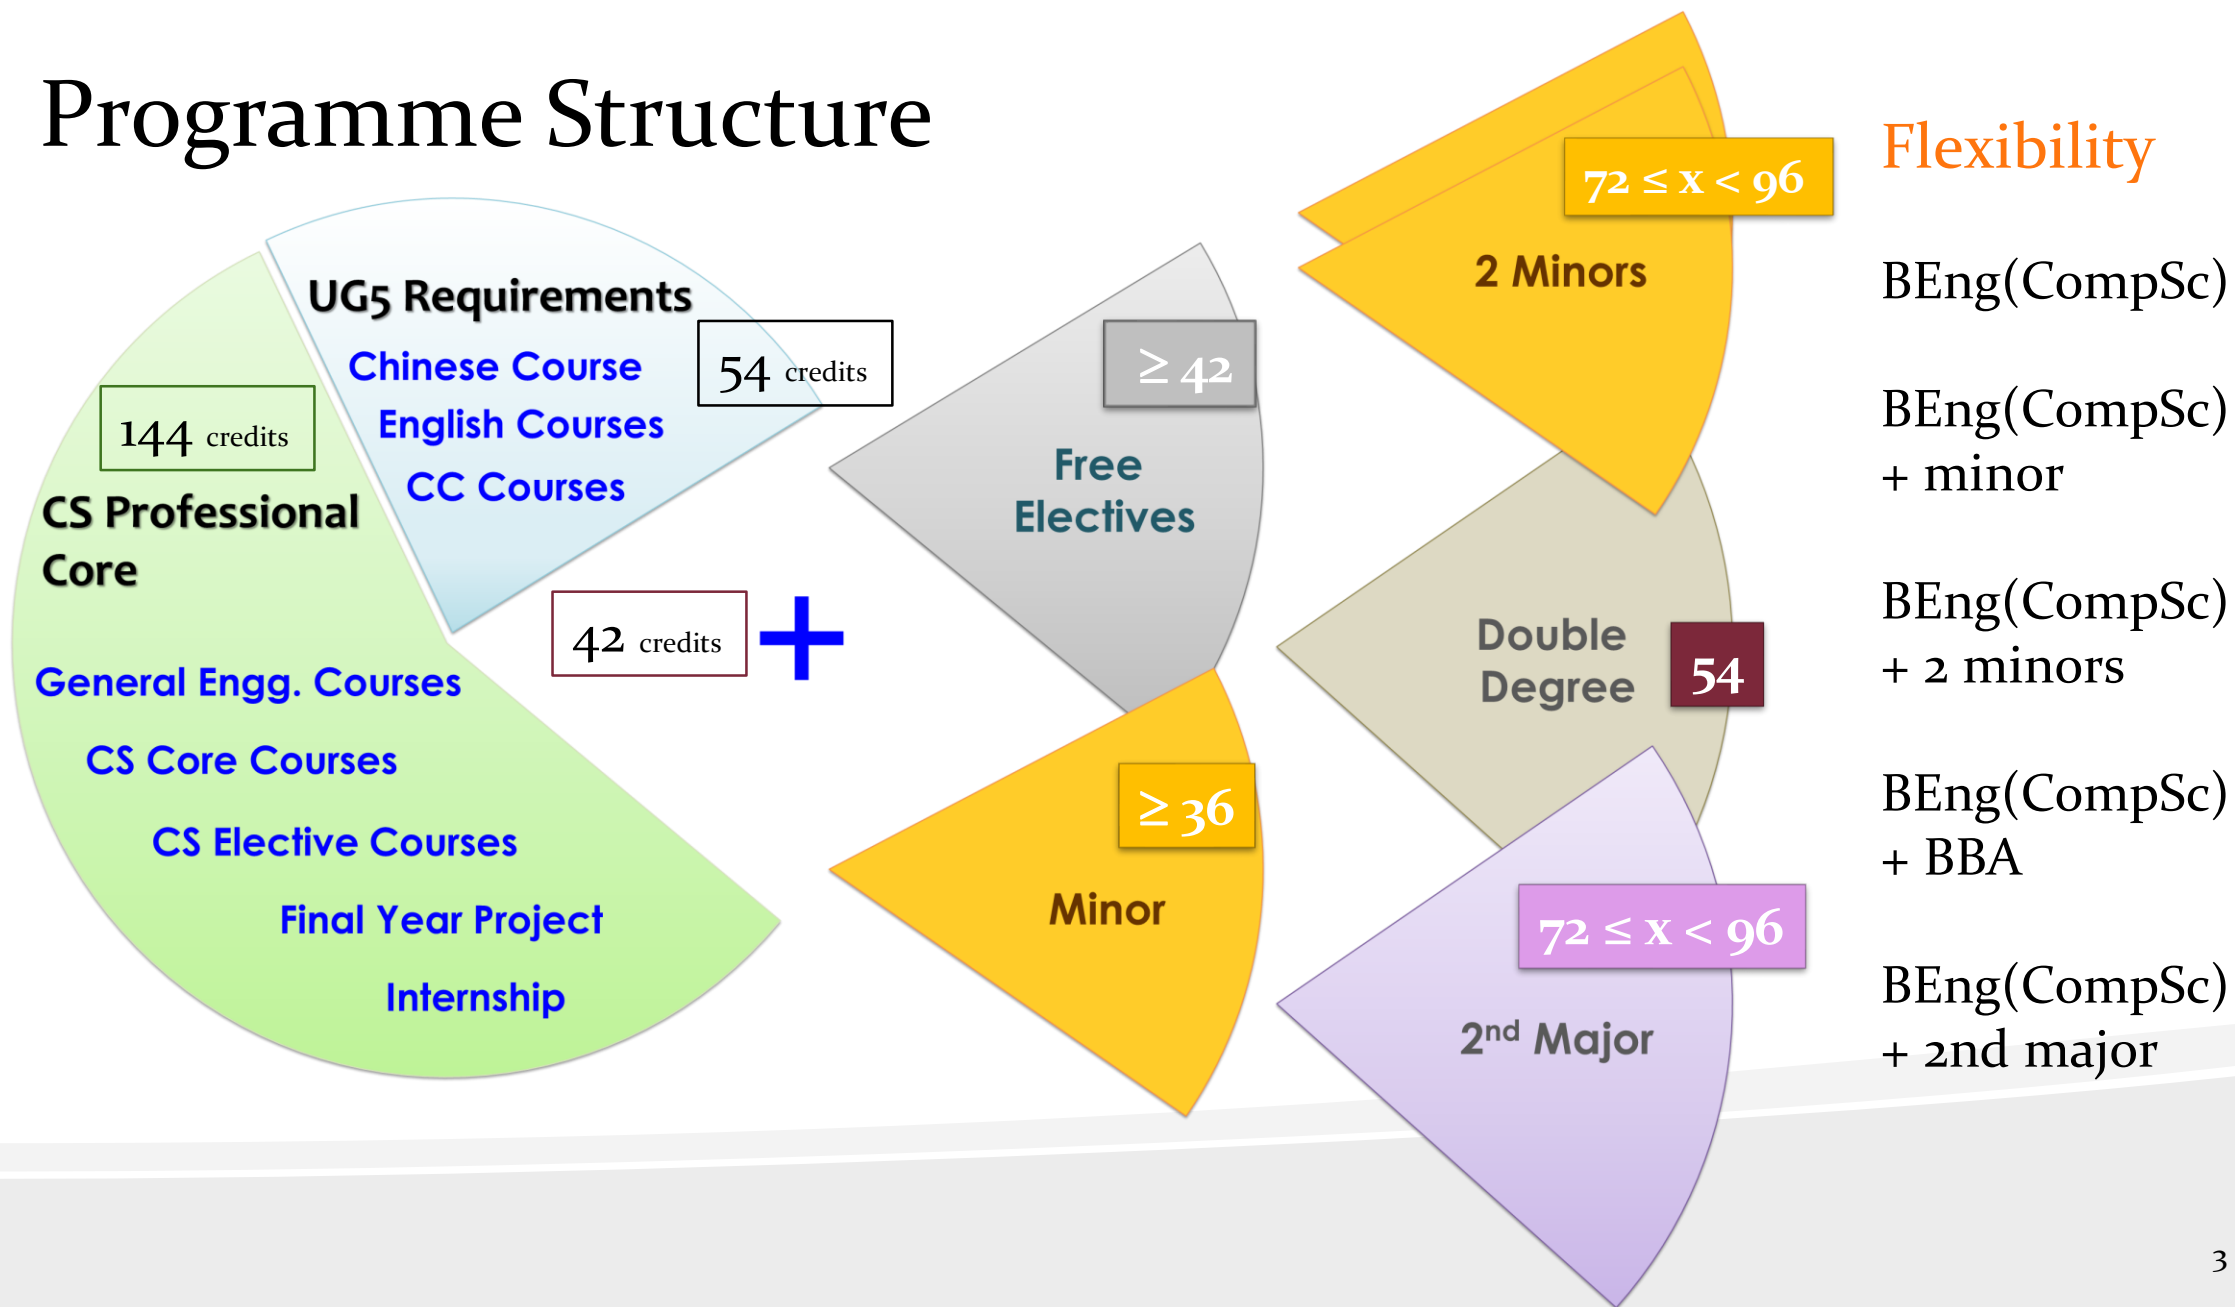 Programme Structure
UG5 Requirements
Chinese Course
English Courses
CC Courses
54 credits
144 credits
CS Professional
Core
General Engg. Courses
CS Core Courses
CS Elective Courses
Final Year Project
Internship
42 credits
+
≥ 42
Free
Electives
≥ 36
Minor
72 ≤ x < 96
2 Minors
Double
Degree
54
72 ≤ x < 96
2nd Major
Flexibility
BEng(CompSc)
BEng(CompSc)
+ minor
BEng(CompSc)
+ 2 minors
BEng(CompSc)
+ BBA
BEng(CompSc)
+ 2nd major
3